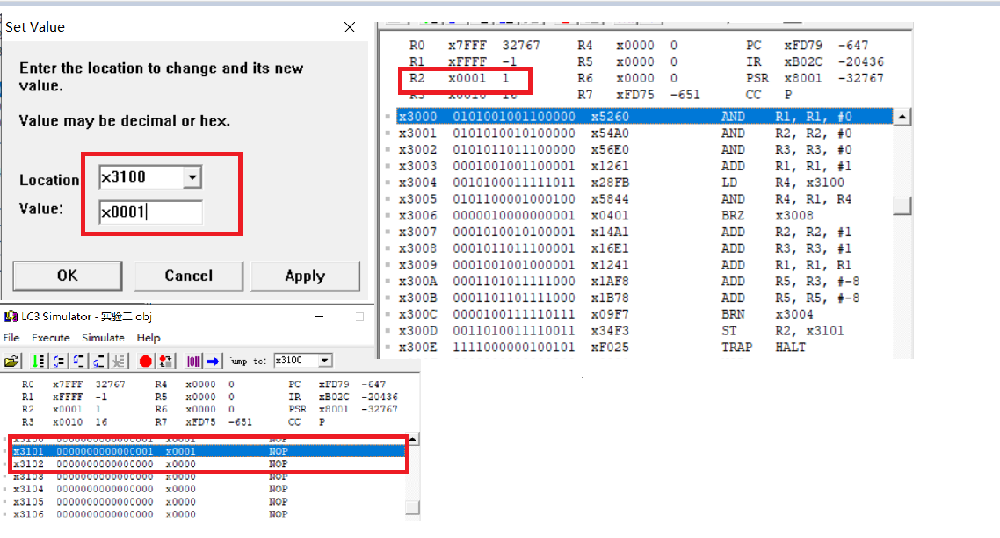 Set Value
Enter the location to change and its new
value.
Value may be decimal or hex.
Location x3100
Value: x0001
OK Cancel Apply
R0 x7FFF 32767 R4 x0000 0 PC xFD79 -647
R1 xFFFF -1 R5 x0000 0 IR xB02C -20436
R2 x0001 1 R6 x0000 0 PSR x8001 -32767
R3 x0010 16 R7 xFD75 -651 CC P
x3000 0101001001100000 x5260 AND R1, R1, #0
x3001 0101010010100000 x54A0 AND R2, R2, #0
x3002 0101011011100000 x56E0 AND R3, R3, #0
x3003 0001001001100001 x1261 ADD R1, R1, #1
x3004 0010100011111011 x28FB LD R4, x3100
x3005 0101100001000100 x5844 AND R4, R1, R4
x3006 0000010000000001 x0401 BRZ x3008
x3007 0001010010100001 x14A1 ADD R2, R2, #1
x3008 0001011011100001 x16E1 ADD R3, R3, #1
x3009 0001001001000001 x1241 ADD R1, R1, R1
x300A 0001101011111000 x1AF8 ADD R5, R3, #-8
x300B 0001101101111000 x1B78 ADD R5, R5, #-8
x300C 0000100111110111 x09F7 BRN x3004
x300D 0011010011110011 x34F3 ST R2, x3101
x300E 1111000000100101 xF025 TRAP HALT
LC3 Simulator - 实验二.obj
File Execute Simulate Help
Jump to: x3100
R0 x7FFF 32767 R4 x0000 0 PC xFD79 -647
R1 xFFFF -1 R5 x0000 0 IR xB02C -20436
R2 x0001 1 R6 x0000 0 PSR x8001 -32767
R3 x0010 16 R7 xFD75 -651 CC P
x3100 0000000000000001 x0001 NOP
x3101 0000000000000001 x0001 NOP
x3102 0000000000000000 x0000 NOP
x3103 0000000000000000 x0000 NOP
x3104 0000000000000000 x0000 NOP
x3105 0000000000000000 x0000 NOP
x3106 0000000000000000 x0000 NOP